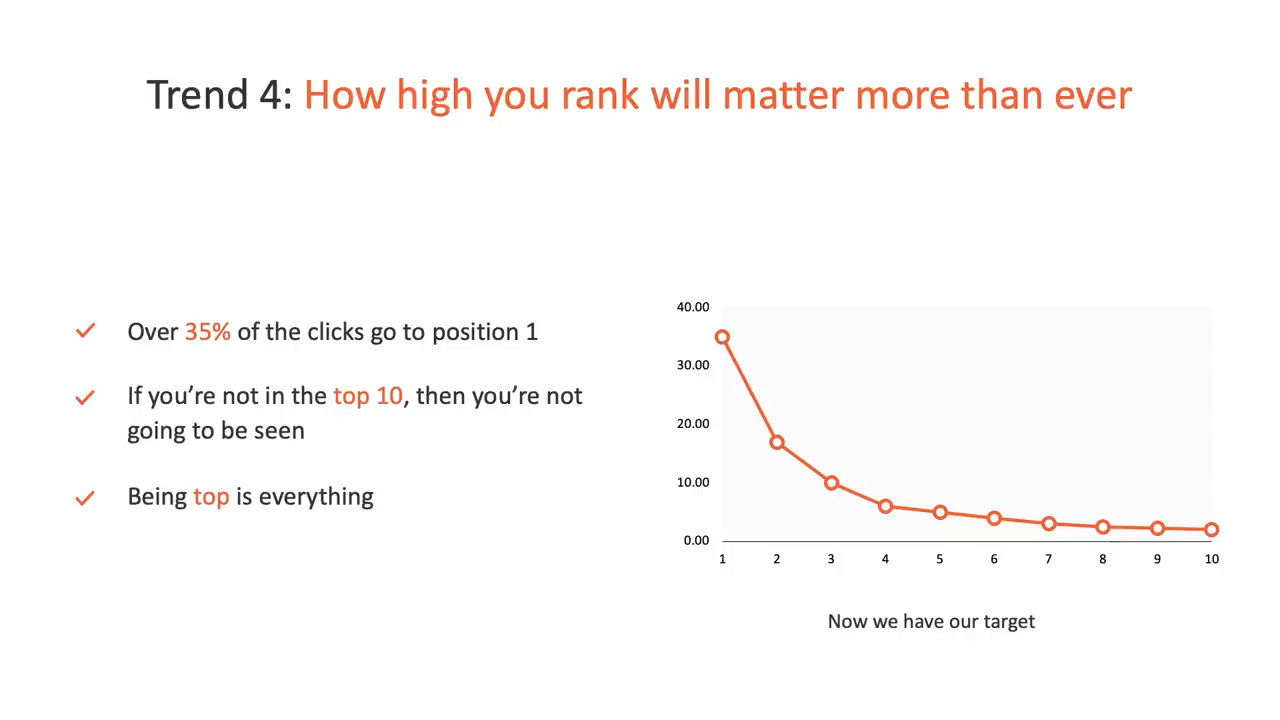 Trend 4: How high you rank will matter more than ever
Over 35% of the clicks go to position 1
If you’re not in the top 10, then you’re not
going to be seen
Being top is everything
40.00
30.00
20.00
10.00
0.00
1 2 3 4 5 6 7 8 9 10
Now we have our target